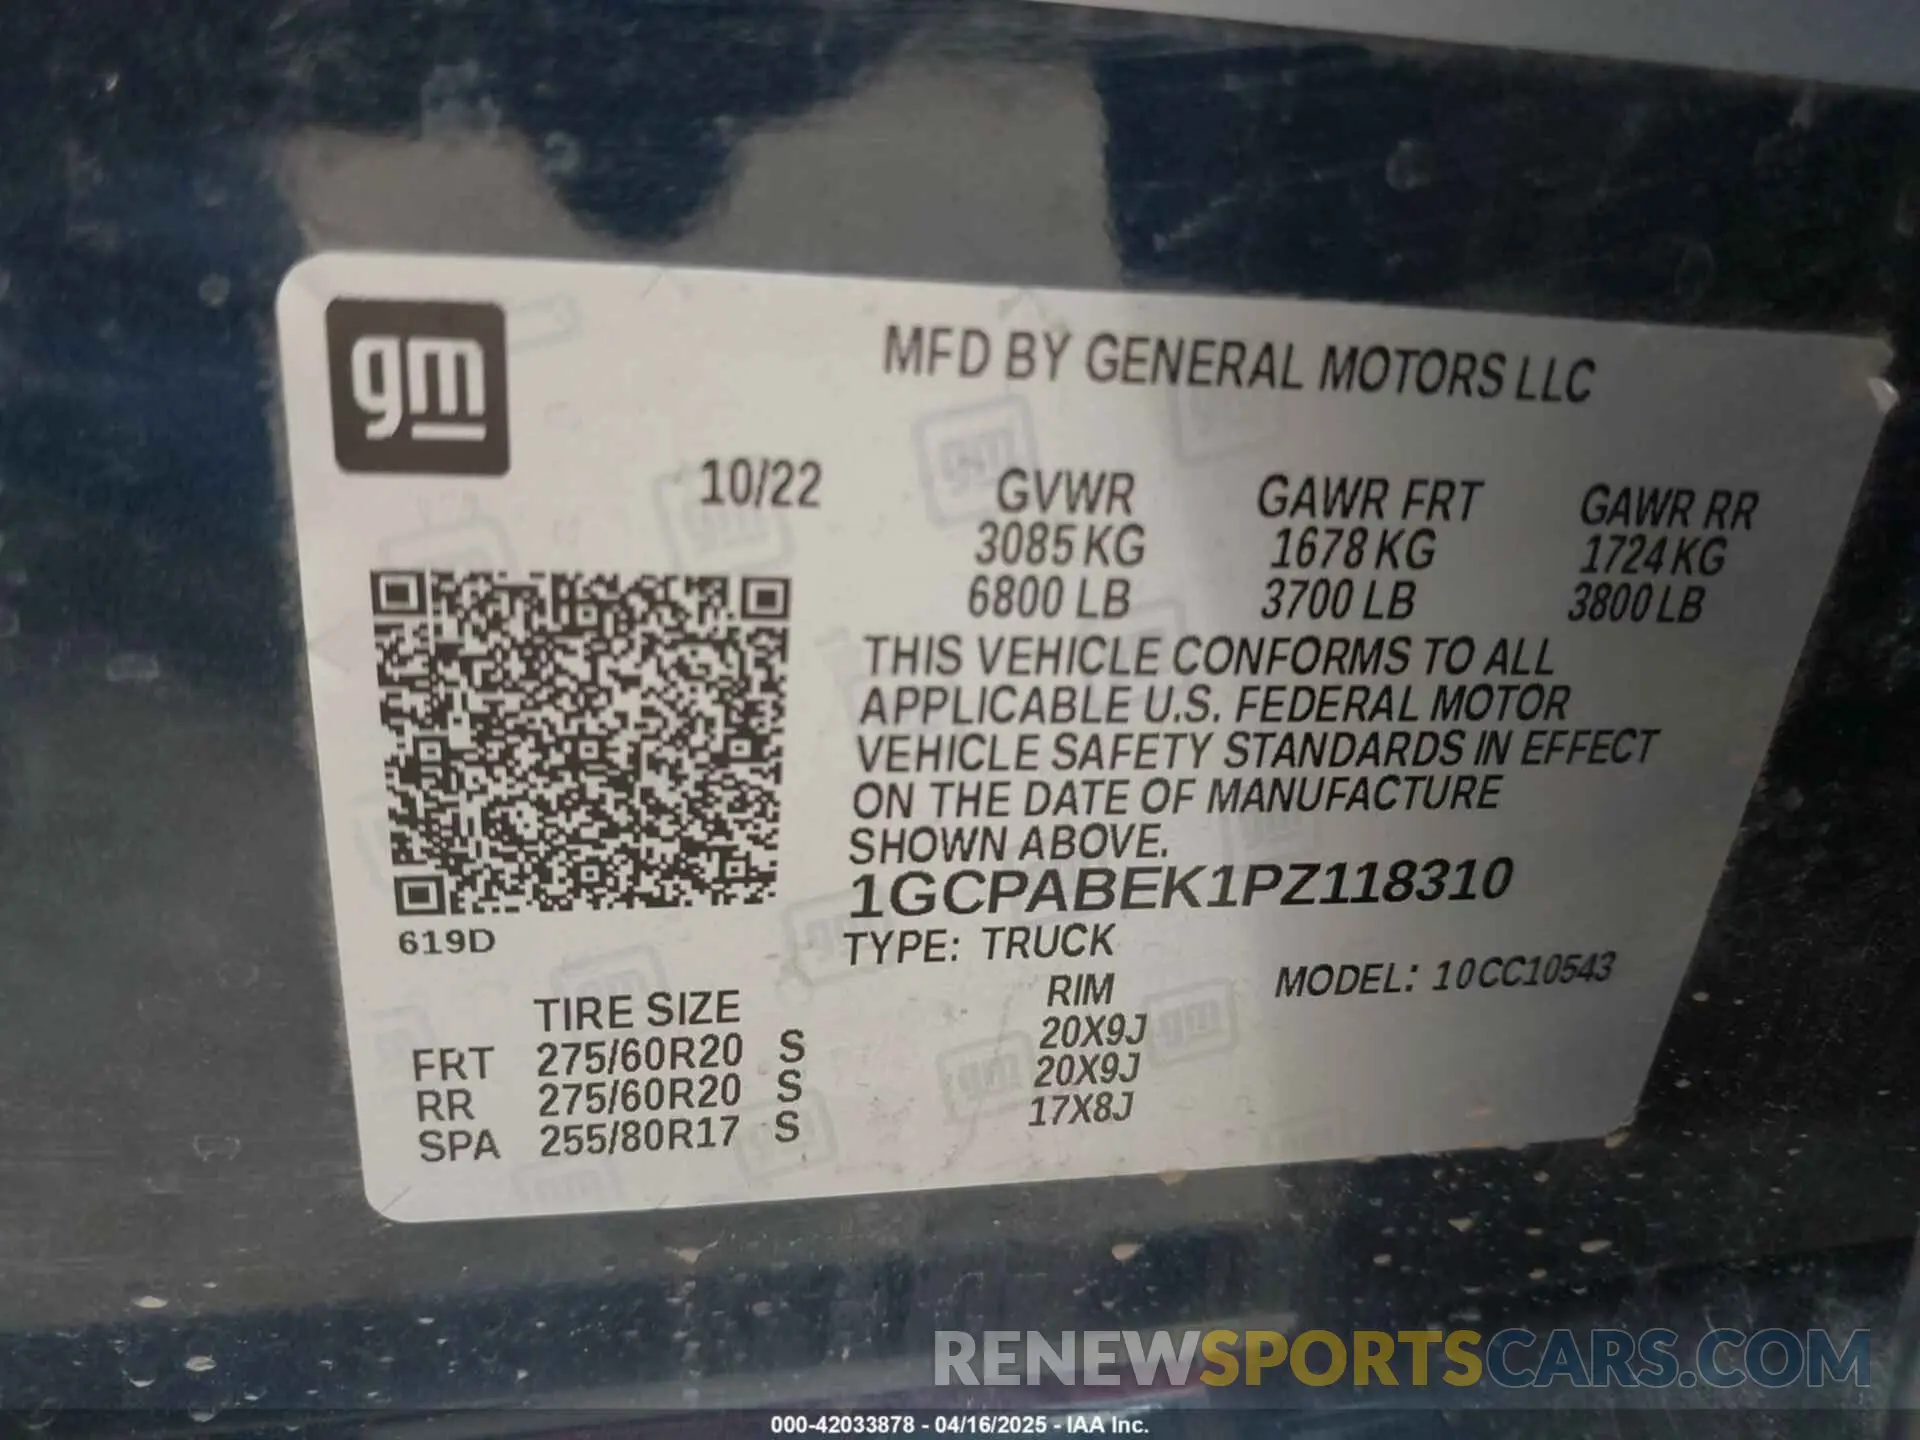 gm
MFD BY GENERAL MOTORS LLC
10/22
GVWR GAWR FRT GAWR RR
3085 KG 1678 KG 1724 KG
6800 LB 3700 LB 3800 LB
THIS VEHICLE CONFORMS TO ALL
APPLICABLE U.S. FEDERAL MOTOR
VEHICLE SAFETY STANDARDS IN EFFECT
ON THE DATE OF MANUFACTURE
SHOWN ABOVE.
1GCPABEK1PZ118310
619D
TYPE: TRUCK
MODEL: 10CC10543
TIRE SIZE RIM
FRT 275/60R20 S 20X9J
RR 275/60R20 S 20X9J
SPA 255/80R17 S 17X8J
RENEWSPORTSCARS.COM
000-42033878 - 04/16/2025 - IAA Inc.